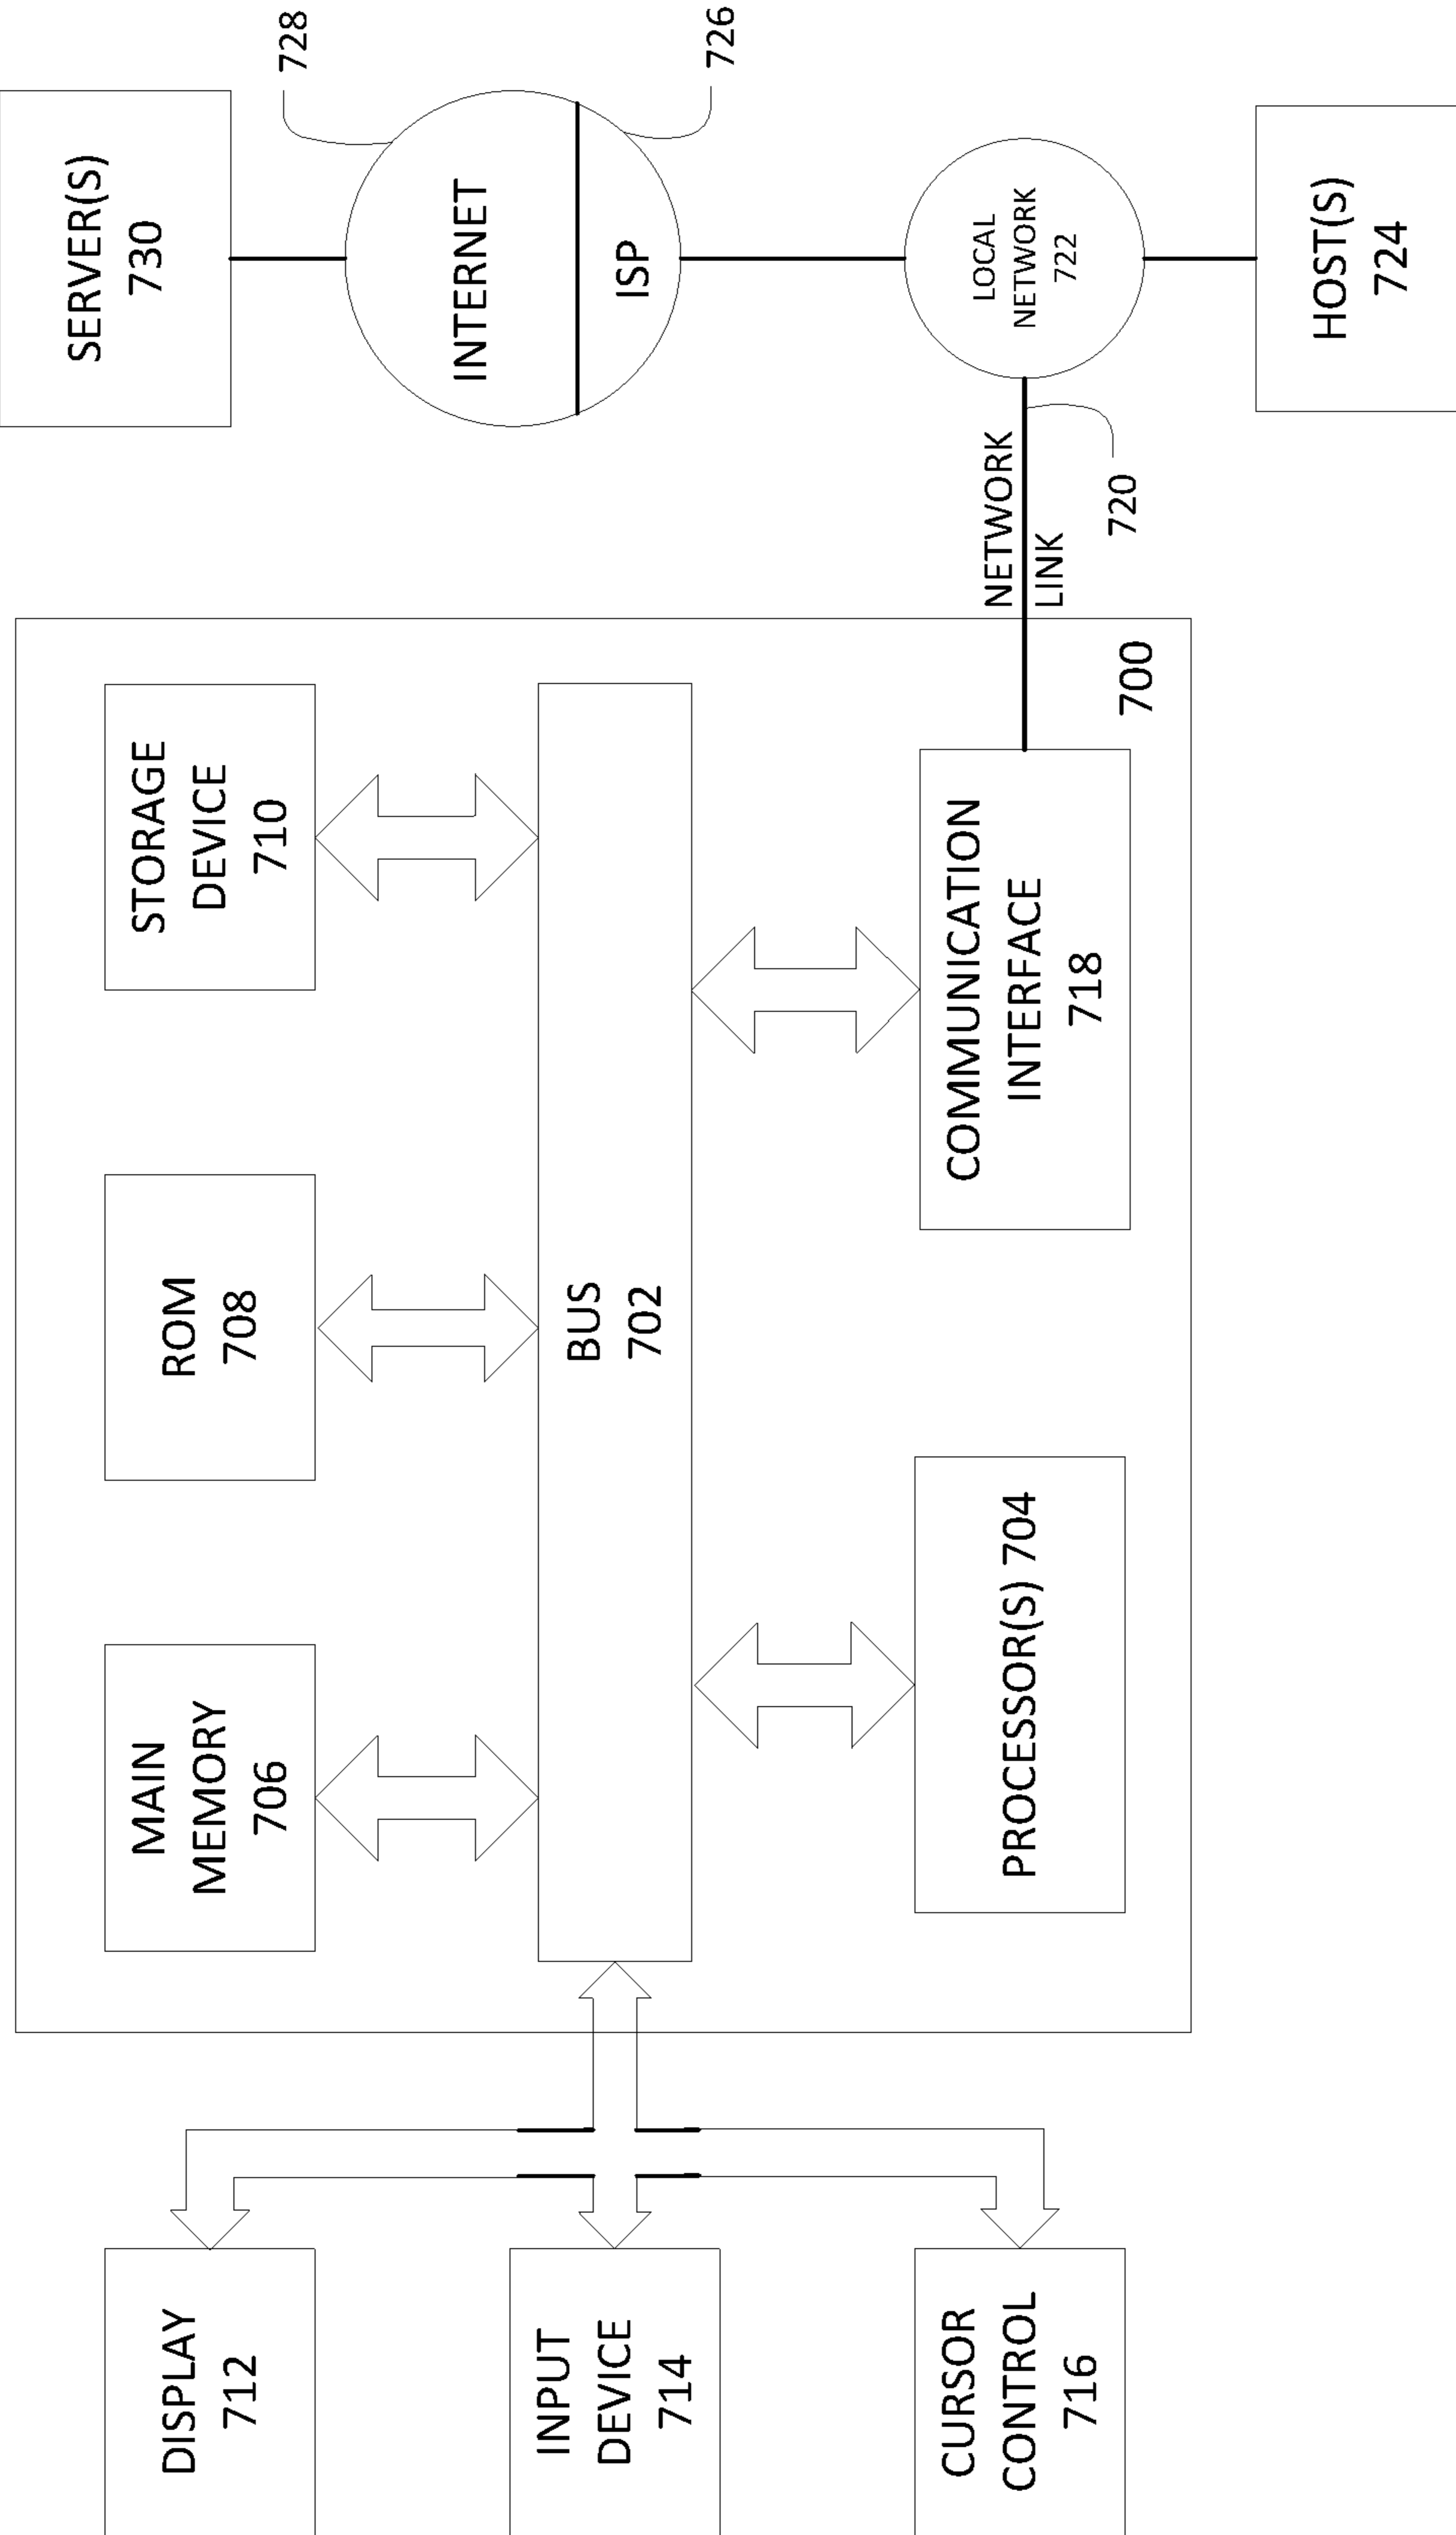 DISPLAY
712
INPUT
DEVICE
714
CURSOR
CONTROL
716
MAIN
MEMORY
706
ROM
708
STORAGE
DEVICE
710
BUS
702
PROCESSOR(S) 704
COMMUNICATION
INTERFACE
718
700
NETWORK
LINK
720
SERVER(S)
730
728
INTERNET
ISP
726
LOCAL
NETWORK
722
HOST(S)
724